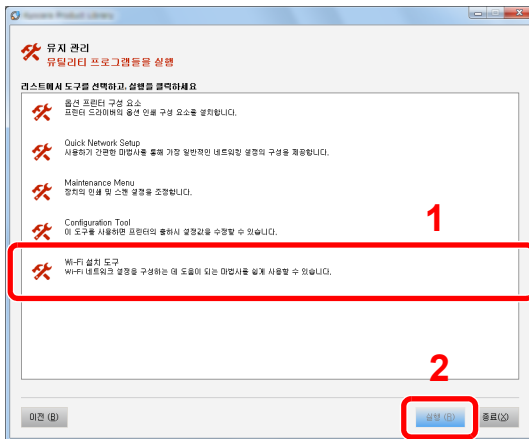 Product Library
유지 관리
유틸리티 프로그램들을 실행
리스트에서 도구를 선택하고, 실행를 클릭하세요
옵션 프린터 구성 요소
프린터 드라이버의 옵션 인쇄 구성 요소를 설치합니다.
Quick Network Setup
사용하기 간편한 마법사를 통해 가장 일반적인 네트워킹 설정의 구성을 제공합니다.
Maintenance Menu
장치의 인쇄 및 스캔 설정을 조정합니다.
Configuration Tool
이 도구를 사용하면 프린터의 출하시 설정값을 수정할 수 있습니다.
1
Wi-Fi 설치 도구
Wi-Fi 네트워크 설정을 구성하는 데 도움이 되는 마법사를 쉽게 사용할 수 있습니다.
2
이전 (B)
실행 (B)
종료(X)